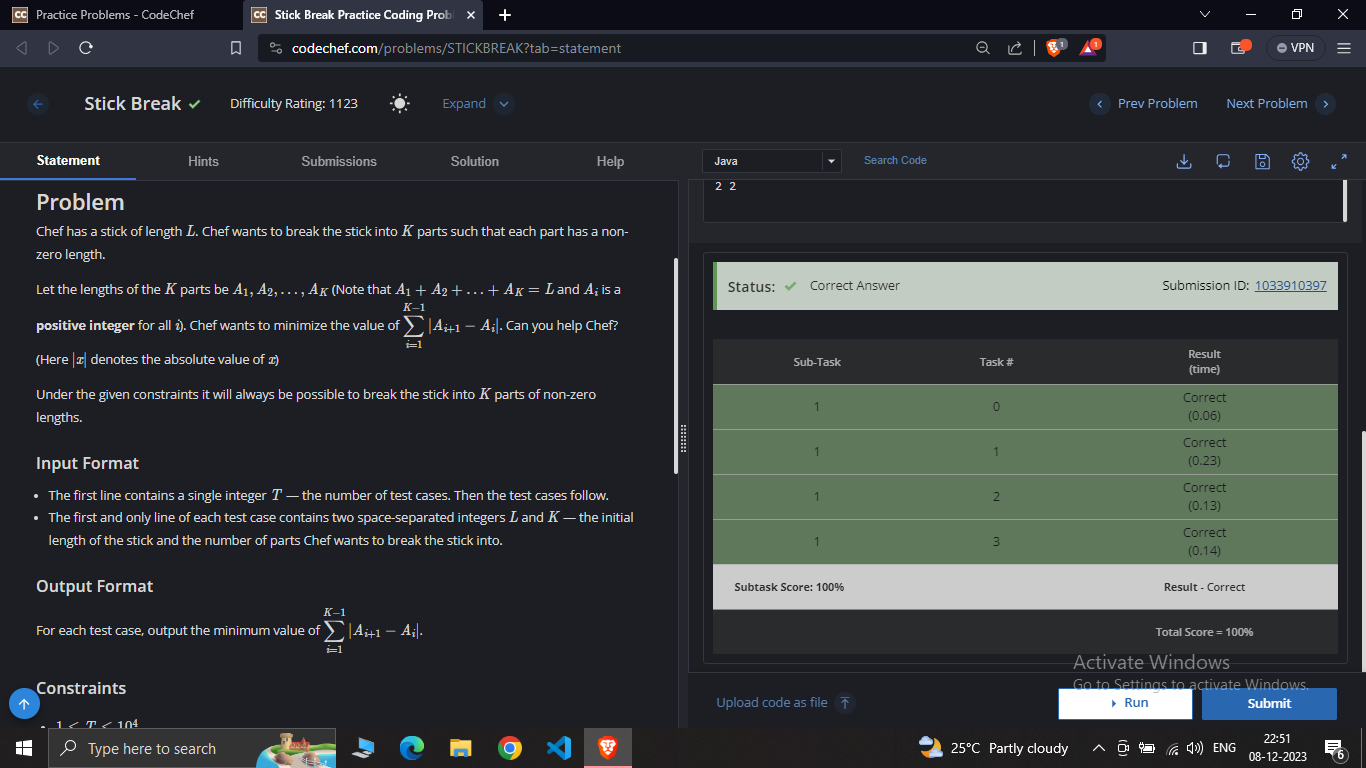 Practice Problems - CodeChef
Stick Break Practice Coding Prob
codechef.com/problems/STICKBREAK?tab=statement
1
1
VPN
Stick Break
Difficulty Rating: 1123
Expand
Prev Problem
Next Problem
Statement
Hints
Submissions
Solution
Help
Java
Search Code
Problem
Chef has a stick of length L. Chef wants to break the stick into K parts such that each part has a non-
zero length.
Let the lengths of the K parts be A₁, A₂, . . . , A_K (Note that A₁ + A₂ + . . . + A_K = L and A_i is a
positive integer for all i). Chef wants to minimize the value of ∑_{i=1}^{K−1} |A_{i+1} − A_i|. Can you help Chef?
(Here |x| denotes the absolute value of x)
Under the given constraints it will always be possible to break the stick into K parts of non-zero
lengths.
Input Format
• The first line contains a single integer T — the number of test cases. Then the test cases follow.
• The first and only line of each test case contains two space-separated integers L and K — the initial
length of the stick and the number of parts Chef wants to break the stick into.
Output Format
For each test case, output the minimum value of ∑_{i=1}^{K−1} |A_{i+1} − A_i|.
Constraints
• 1 ≤ T ≤ 10⁴
2 2
Status: ✓ Correct Answer
Submission ID: 1033910397
Sub-Task Task # Result
(time)
1 0 Correct
(0.06)
1 1 Correct
(0.23)
1 2 Correct
(0.13)
1 3 Correct
(0.14)
Subtask Score: 100% Result - Correct
Total Score = 100%
Activate Windows
Go to Settings to activate Windows.
Upload code as file
Run
Submit
Type here to search
25°C Partly cloudy
ENG
22:51
08-12-2023
6